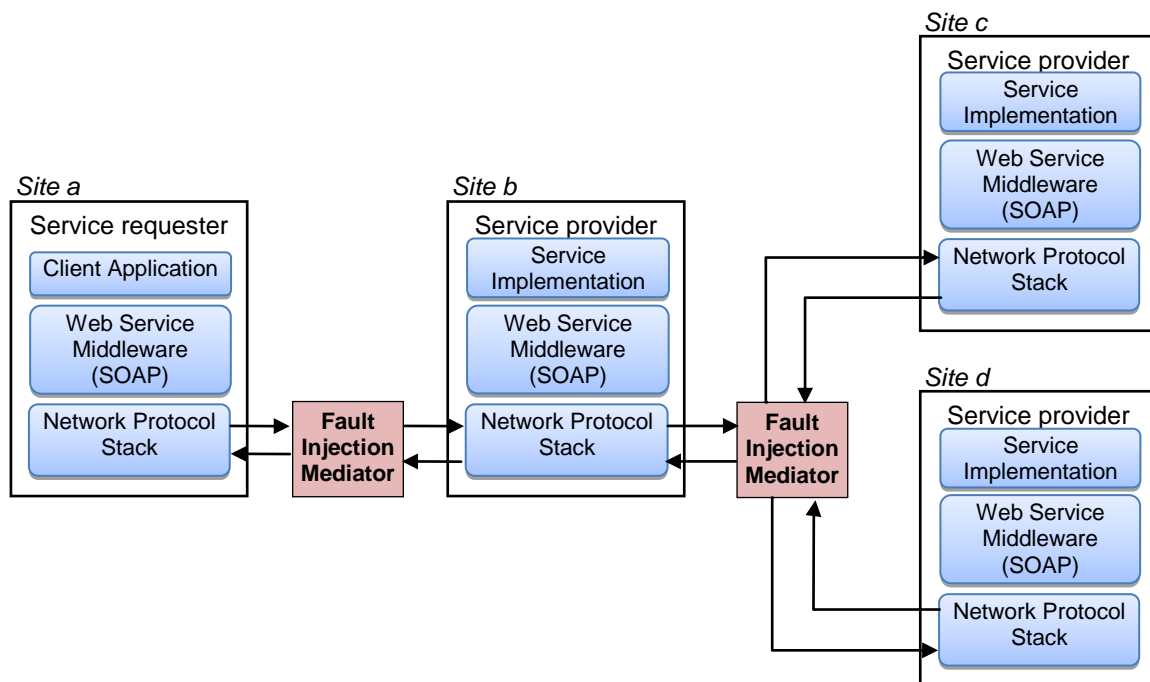 Site a
Service requester
Client Application
Web Service
Middleware
(SOAP)
Network Protocol
Stack
Fault
Injection
Mediator
Site b
Service provider
Service
Implementation
Web Service
Middleware
(SOAP)
Network Protocol
Stack
Fault
Injection
Mediator
Site c
Service provider
Service
Implementation
Web Service
Middleware
(SOAP)
Network Protocol
Stack
Site d
Service provider
Service
Implementation
Web Service
Middleware
(SOAP)
Network Protocol
Stack